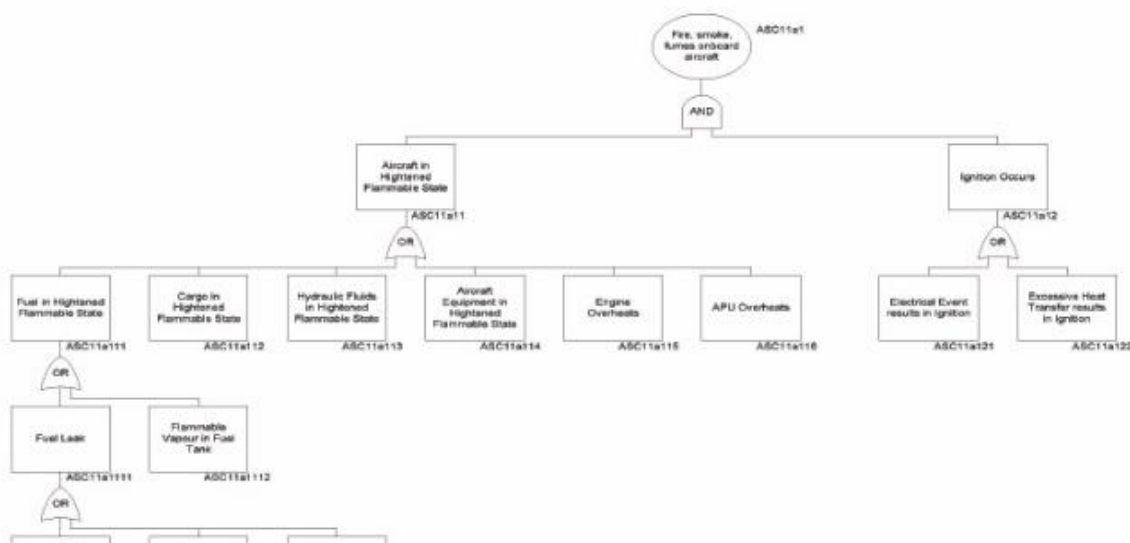 Fire, smoke,
fumes onboard
aircraft
ASC11a1
AND
Aircraft in
Hightened
Flammable State
ASC11a11
Ignition Occurs
ASC11a12
OR
OR
Fuel in Hightened
Flammable State
ASC11a111
Cargo in
Hightened
Flammable State
ASC11a112
Hydraulic Fluids
in Hightened
Flammable State
ASC11a113
Aircraft
Equipment in
Hightened
Flammable State
ASC11a114
Engine
Overheats
ASC11a115
APU Overheats
ASC11a116
Electrical Event
results in Ignition
ASC11a121
Excessive Heat
Transfer results
in Ignition
ASC11a122
OR
Fuel Leak
ASC11a1111
Flammable
Vapour in Fuel
Tank
ASC11a1112
OR